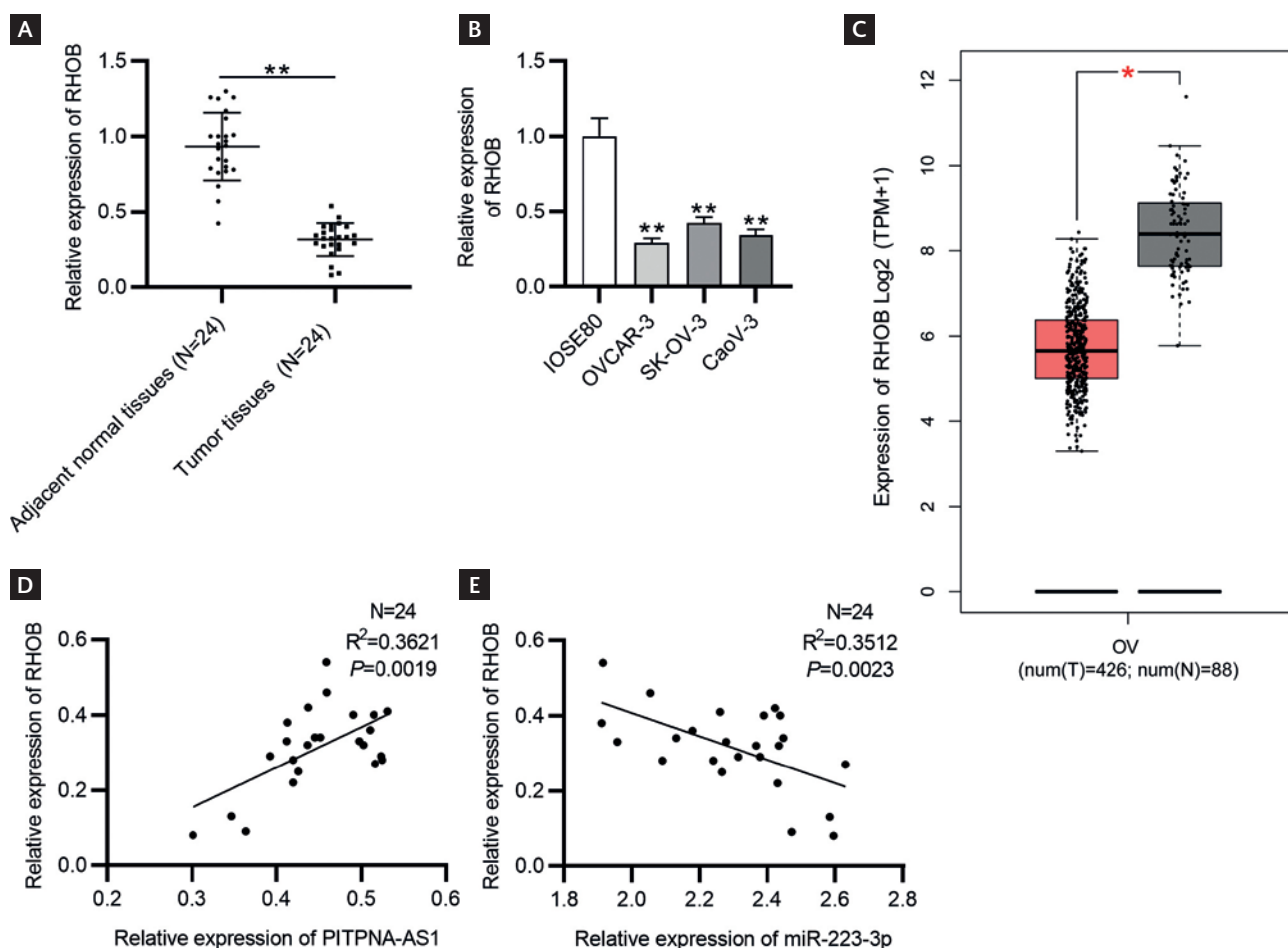 A
Relative expression of RHOB
1.5
1.0
0.5
0.0
**
Adjacent normal tissues (N=24)
Tumor tissues (N=24)
B
Relative expression
of RHOB
1.5
1.0
0.5
0.0
**
**
**
IOSE80
OVCAR-3
SK-OV-3
CaoV-3
C
Expression of RHOB Log2 (TPM+1)
12
10
8
6
4
2
0
*
OV
(num(T)=426; num(N)=88)
D
Relative expression of RHOB
0.6
0.4
0.2
0.0
N=24
R²=0.3621
P=0.0019
0.2 0.3 0.4 0.5 0.6
Relative expression of PITPNA-AS1
E
Relative expression of RHOB
0.6
0.4
0.2
0.0
N=24
R²=0.3512
P=0.0023
1.8 2.0 2.2 2.4 2.6 2.8
Relative expression of miR-223-3p